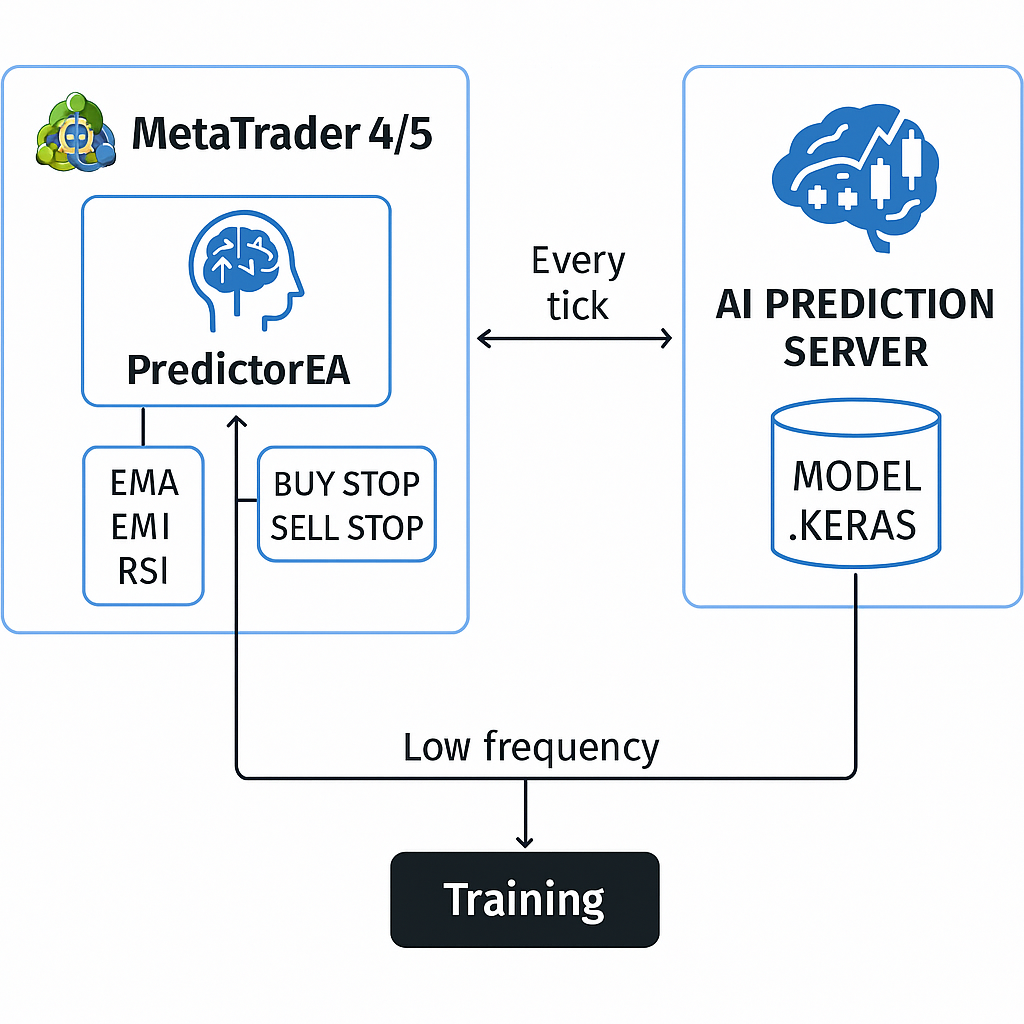 MetaTrader 4/5
PredictorEA
EMA
EMI
RSI
BUY STOP
SELL STOP
Every
tick
AI PREDICTION
SERVER
MODEL
.KERAS
Low frequency
Training